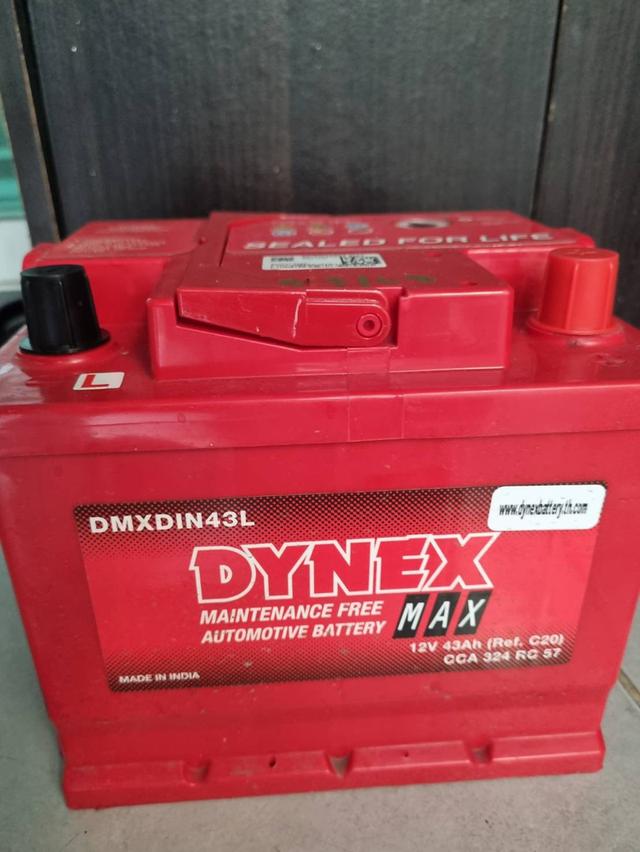 SEALED FOR LIFE
L
DMXDIN43L
www.dynexbattery.th.com
DYNEX
MAINTENANCE FREE
AUTOMOTIVE BATTERY
MAX
12V 43Ah (Ref. C20)
CCA 324 RC 57
MADE IN INDIA